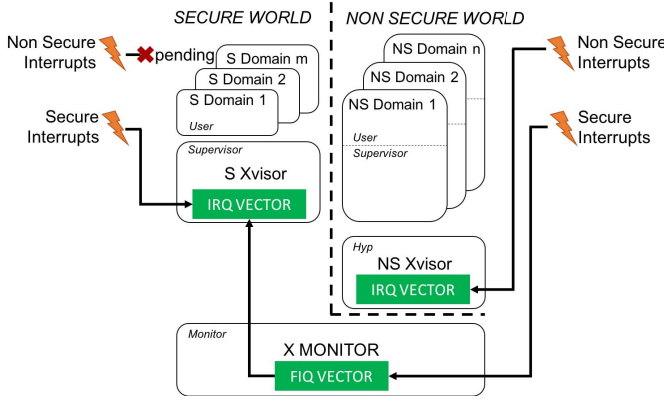 SECURE WORLD
NON SECURE WORLD
Non Secure
Interrupts
pending
S Domain m
S Domain 2
S Domain 1
User
NS Domain n
NS Domain 2
NS Domain 1
User
Supervisor
Non Secure
Interrupts
Secure
Interrupts
Secure
Interrupts
Supervisor
S Xvisor
IRQ VECTOR
Hyp
NS Xvisor
IRQ VECTOR
Monitor
X MONITOR
FIQ VECTOR